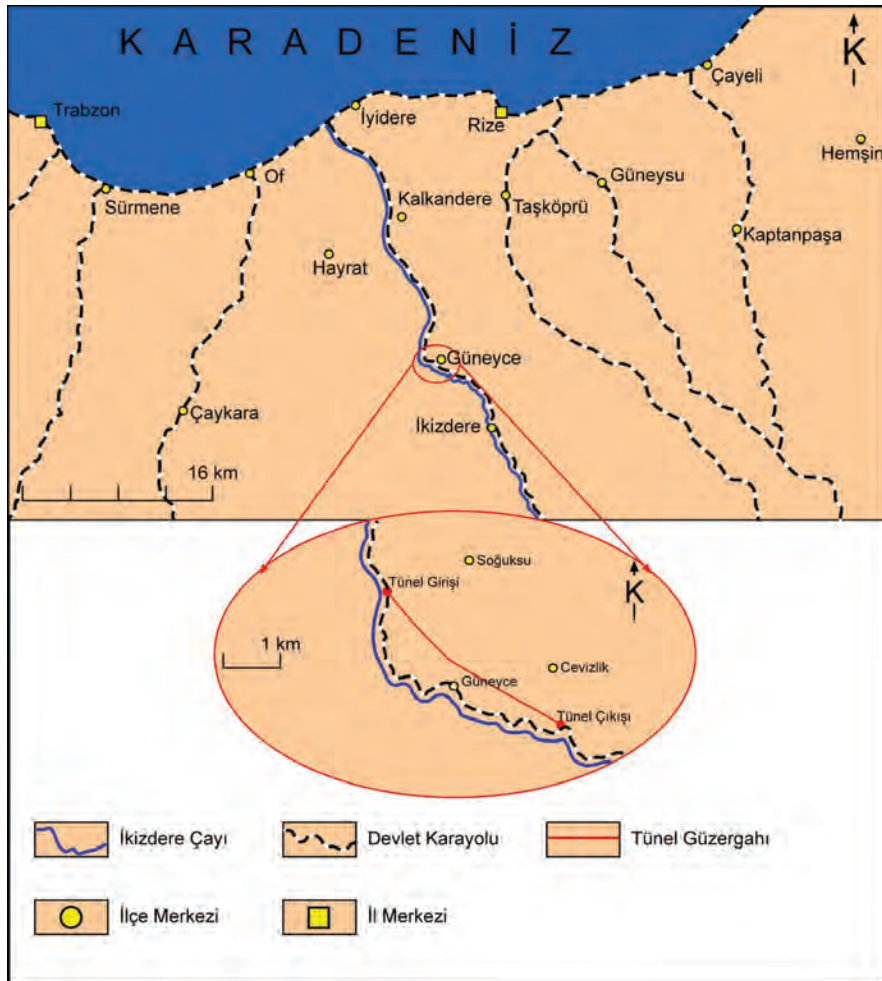 KARADENİZ
K
Çayeli
Trabzon
İyidere
Rize
Hemşin
Of
Güneysu
Sürmene
Kalkandere
Taşköprü
Kaptanpaşa
Hayrat
Güneyce
Çaykara
İkizdere
16 km
Soğuksu
Tünel Girişi
K
1 km
Cevizlik
Güneyce
Tünel Çıkışı
İkizdere Çayı
Devlet Karayolu
Tünel Güzergahı
İlçe Merkezi
İl Merkezi